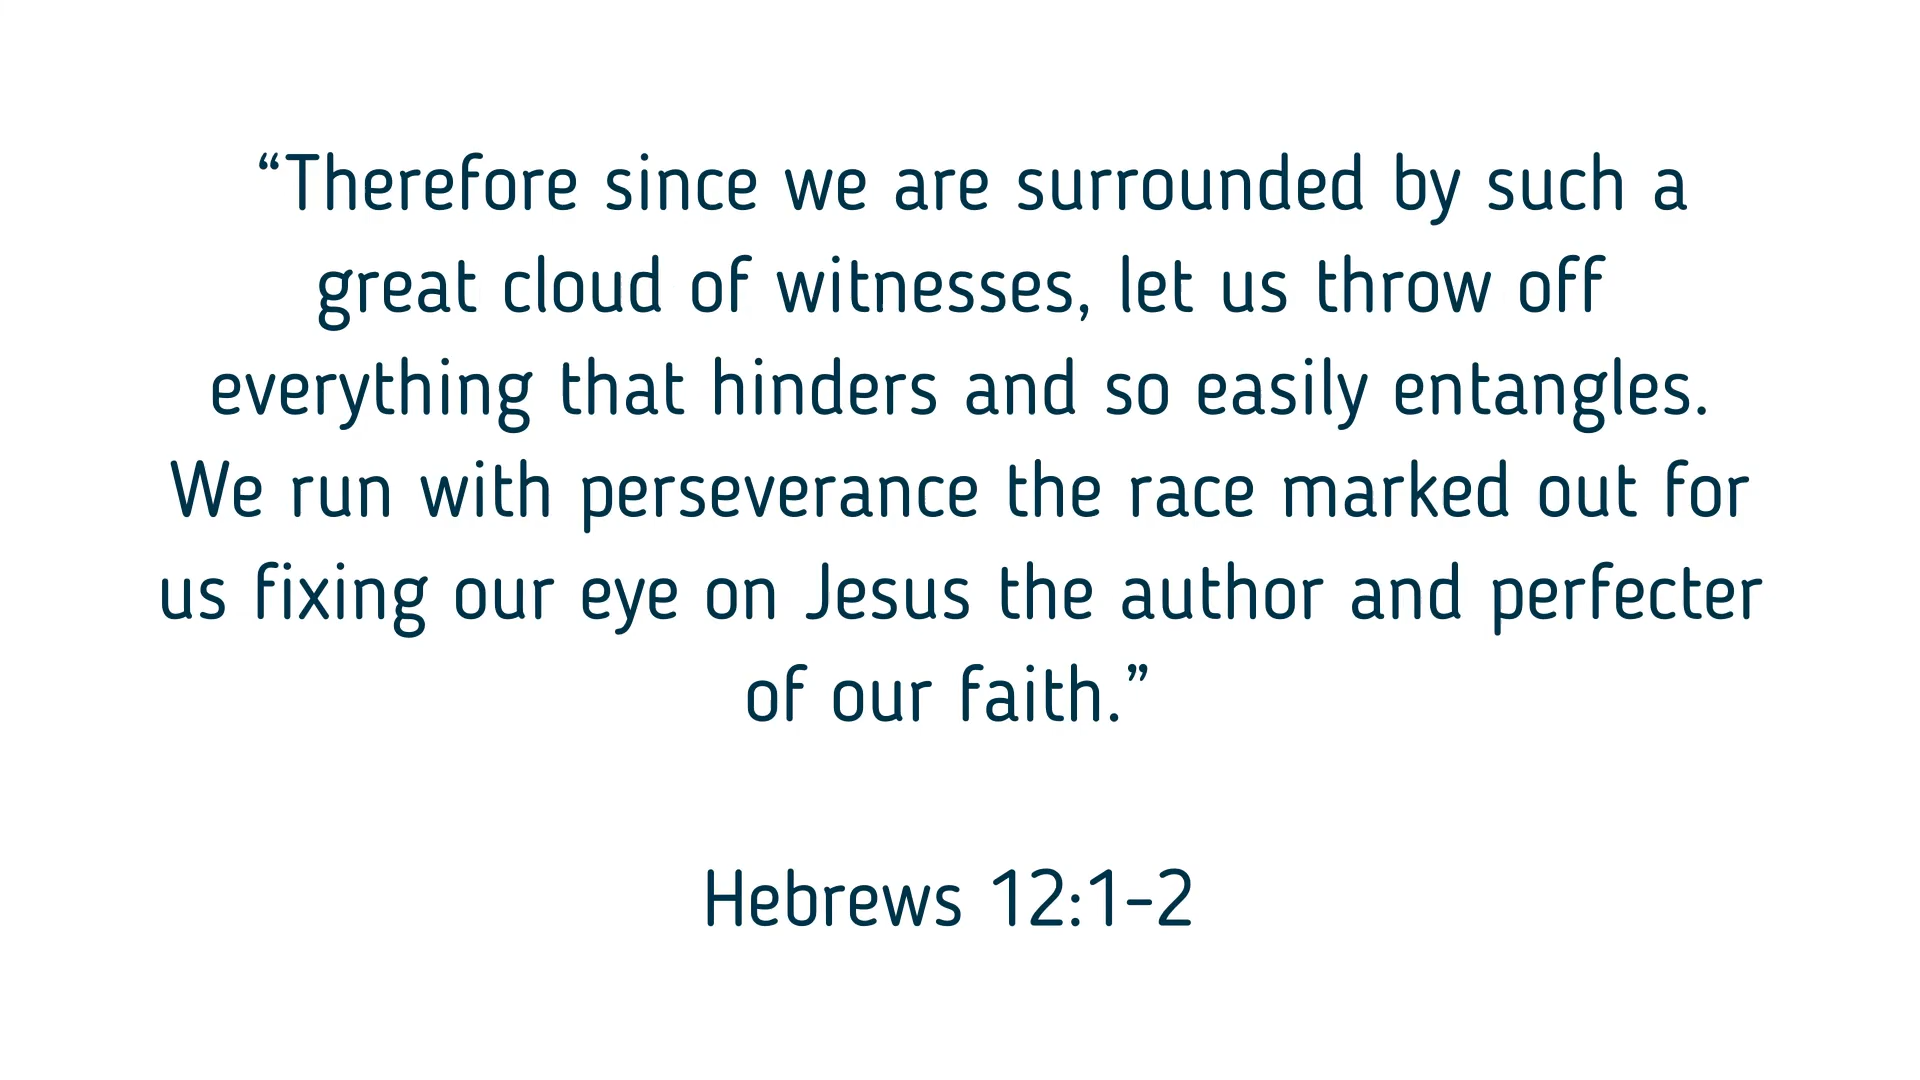 “Therefore since we are surrounded by such a
great cloud of witnesses, let us throw off
everything that hinders and so easily entangles.
We run with perseverance the race marked out for
us fixing our eye on Jesus the author and perfecter
of our faith.”
Hebrews 12:1-2